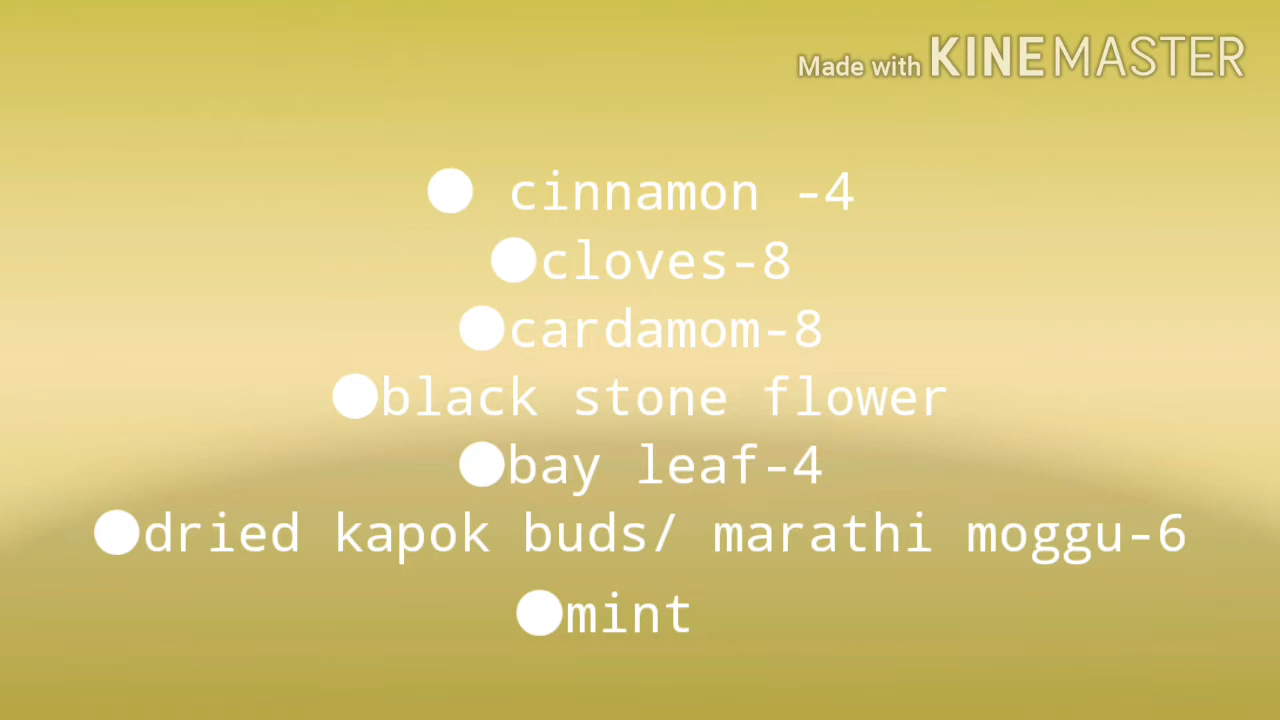 Made with KINEMASTER
● cinnamon -4
●cloves-8
●cardamom-8
●black stone flower
●bay leaf-4
●dried kapok buds/ marathi moggu-6
●mint